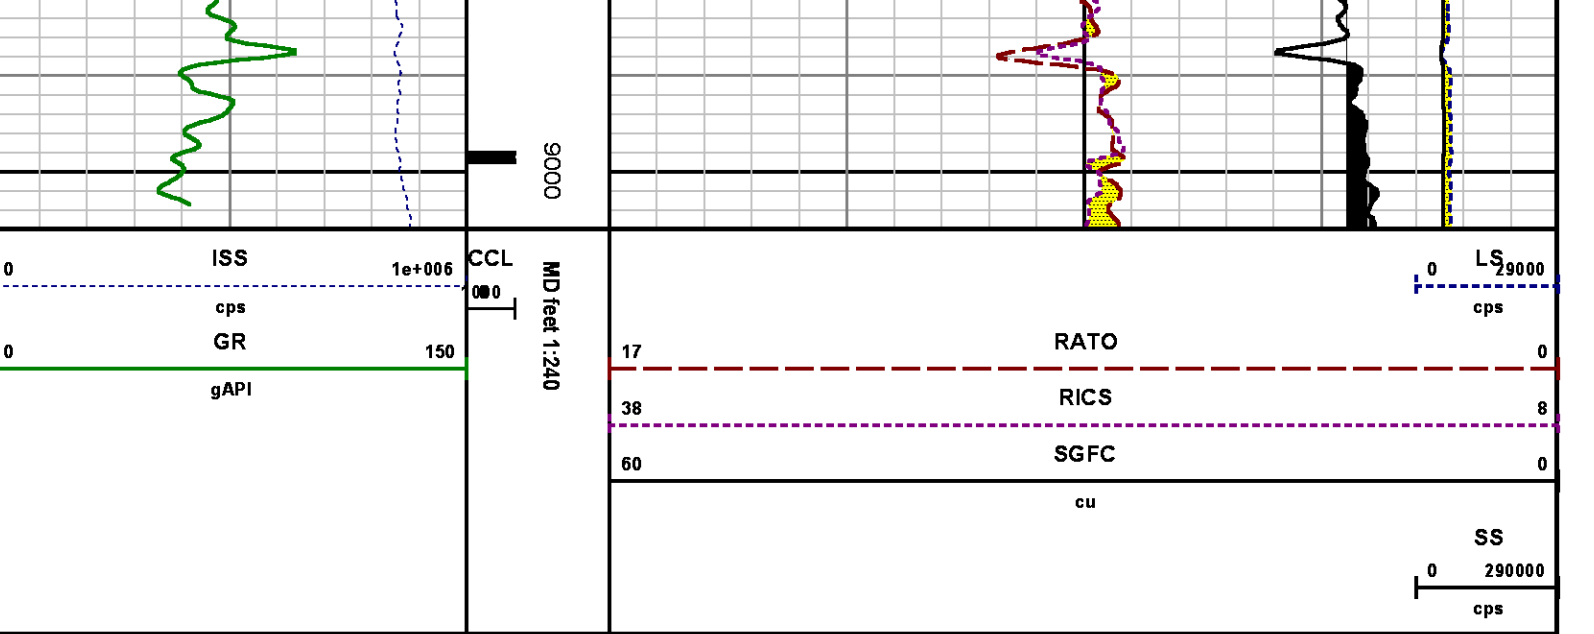 9000
ISS
0 1e+006
cps
GR
0 150
gAPI
CCL
MD feet 1:240
LS
0 29000
cps
RATO
17 0
RICS
38 8
SGFC
60 0
cu
SS
0 290000
cps